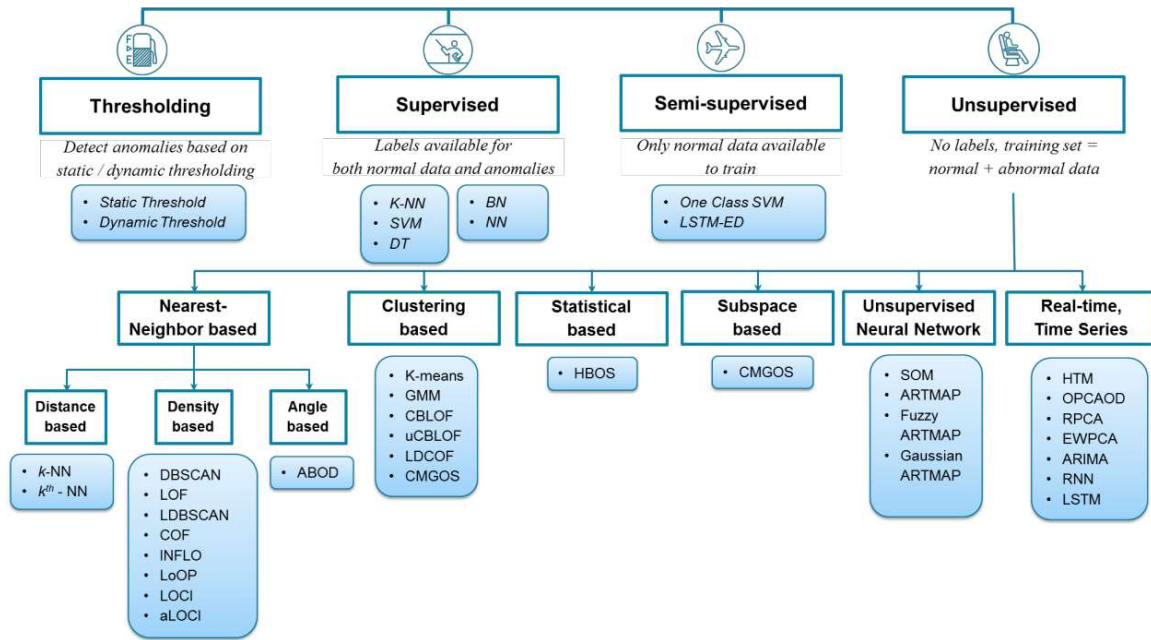 F
E
Thresholding
Supervised
Semi-supervised
Unsupervised
Detect anomalies based on
static / dynamic thresholding
Labels available for
both normal data and anomalies
Only normal data available
to train
No labels, training set =
normal + abnormal data
• Static Threshold
• Dynamic Threshold
• K-NN
• SVM
• DT
• BN
• NN
• One Class SVM
• LSTM-ED
Nearest-
Neighbor based
Clustering
based
Statistical
based
Subspace
based
Unsupervised
Neural Network
Real-time,
Time Series
Distance
based
Density
based
Angle
based
• k-NN
• kth - NN
• DBSCAN
• LOF
• LDBSCAN
• COF
• INFLO
• LoOP
• LOCI
• aLOCI
• ABOD
• K-means
• GMM
• CBLOF
• uCBLOF
• LDCOF
• CMGOS
• HBOS
• CMGOS
• SOM
• ARTMAP
• Fuzzy
ARTMAP
• Gaussian
ARTMAP
• HTM
• OPCAOD
• RPCA
• EWPCA
• ARIMA
• RNN
• LSTM